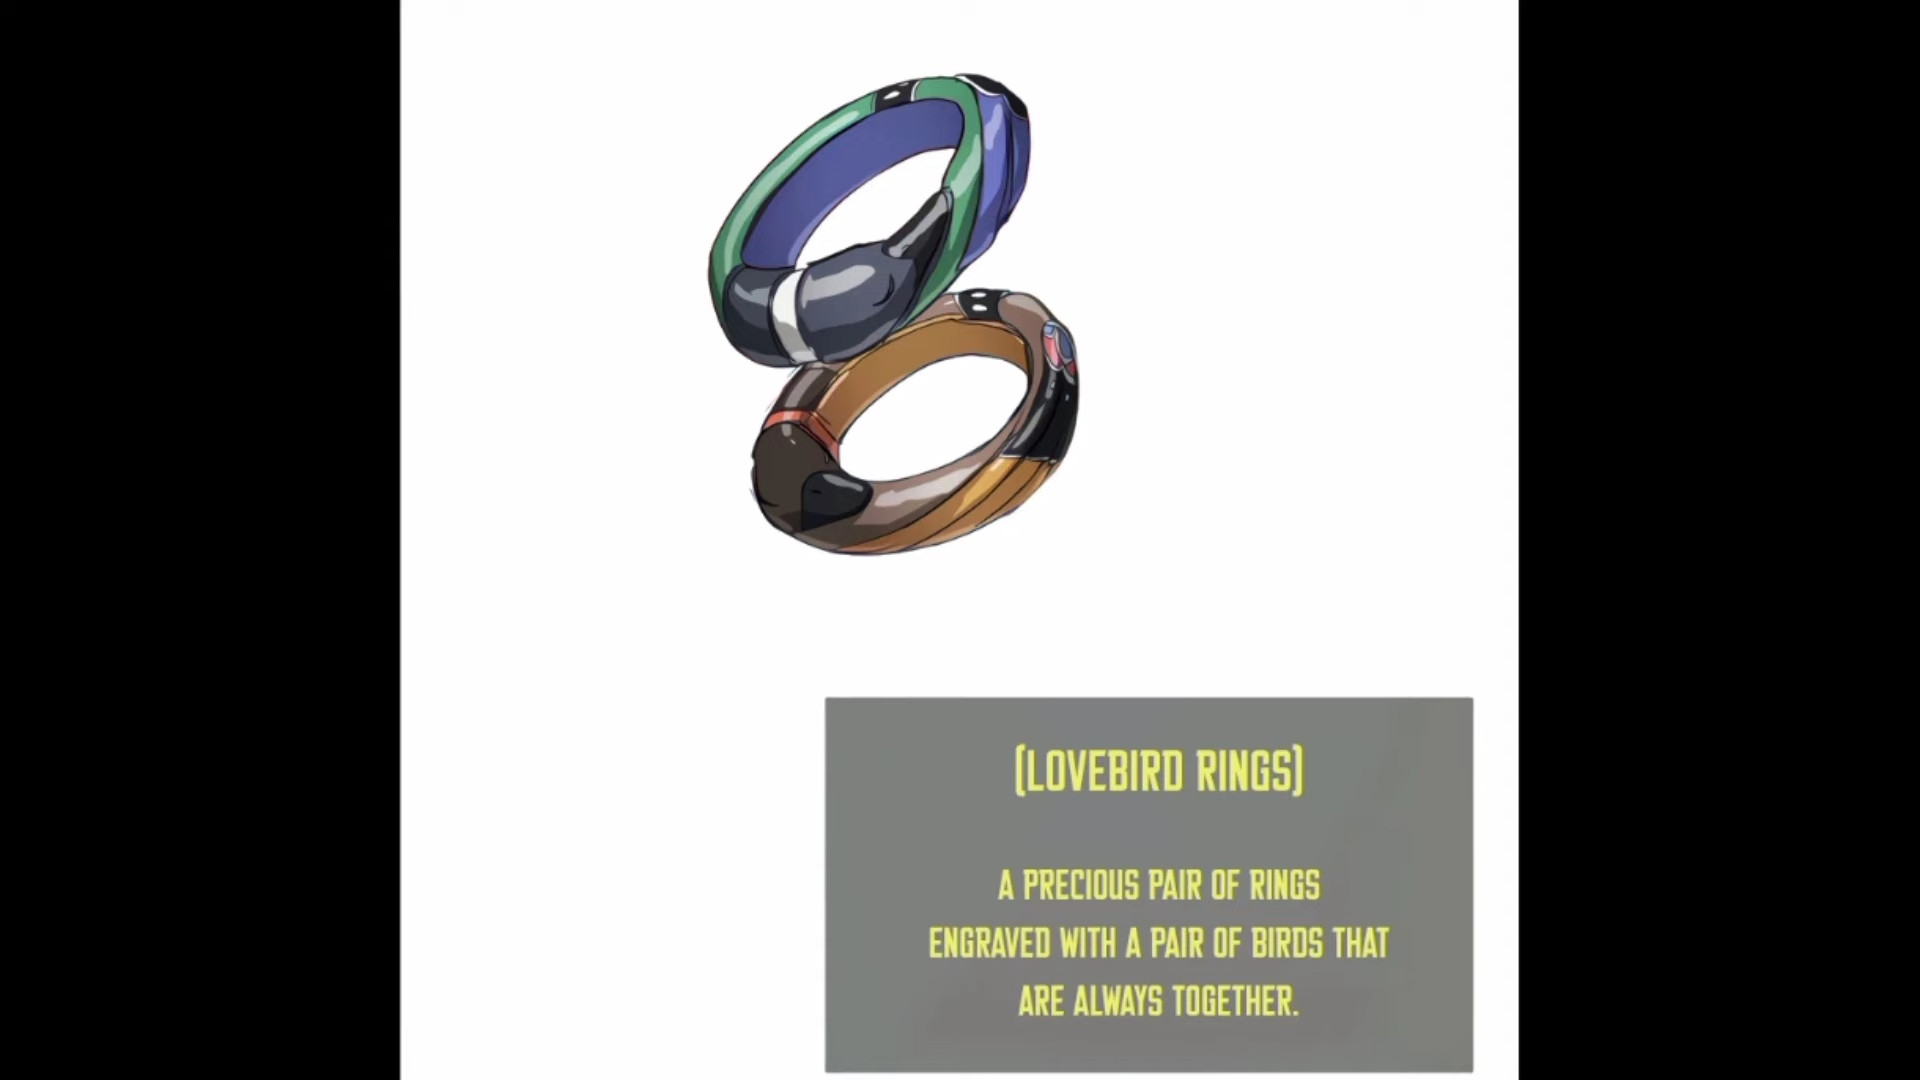 (LOVEBIRD RINGS)
A PRECIOUS PAIR OF RINGS
ENGRAVED WITH A PAIR OF BIRDS THAT
ARE ALWAYS TOGETHER.